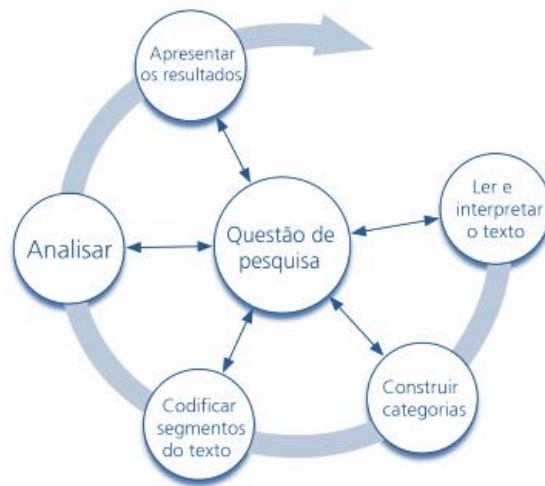 Apresentar
os resultados
Ler e
interpretar
o texto
Questão de
pesquisa
Analisar
Construir
categorias
Codificar
segmentos
do texto